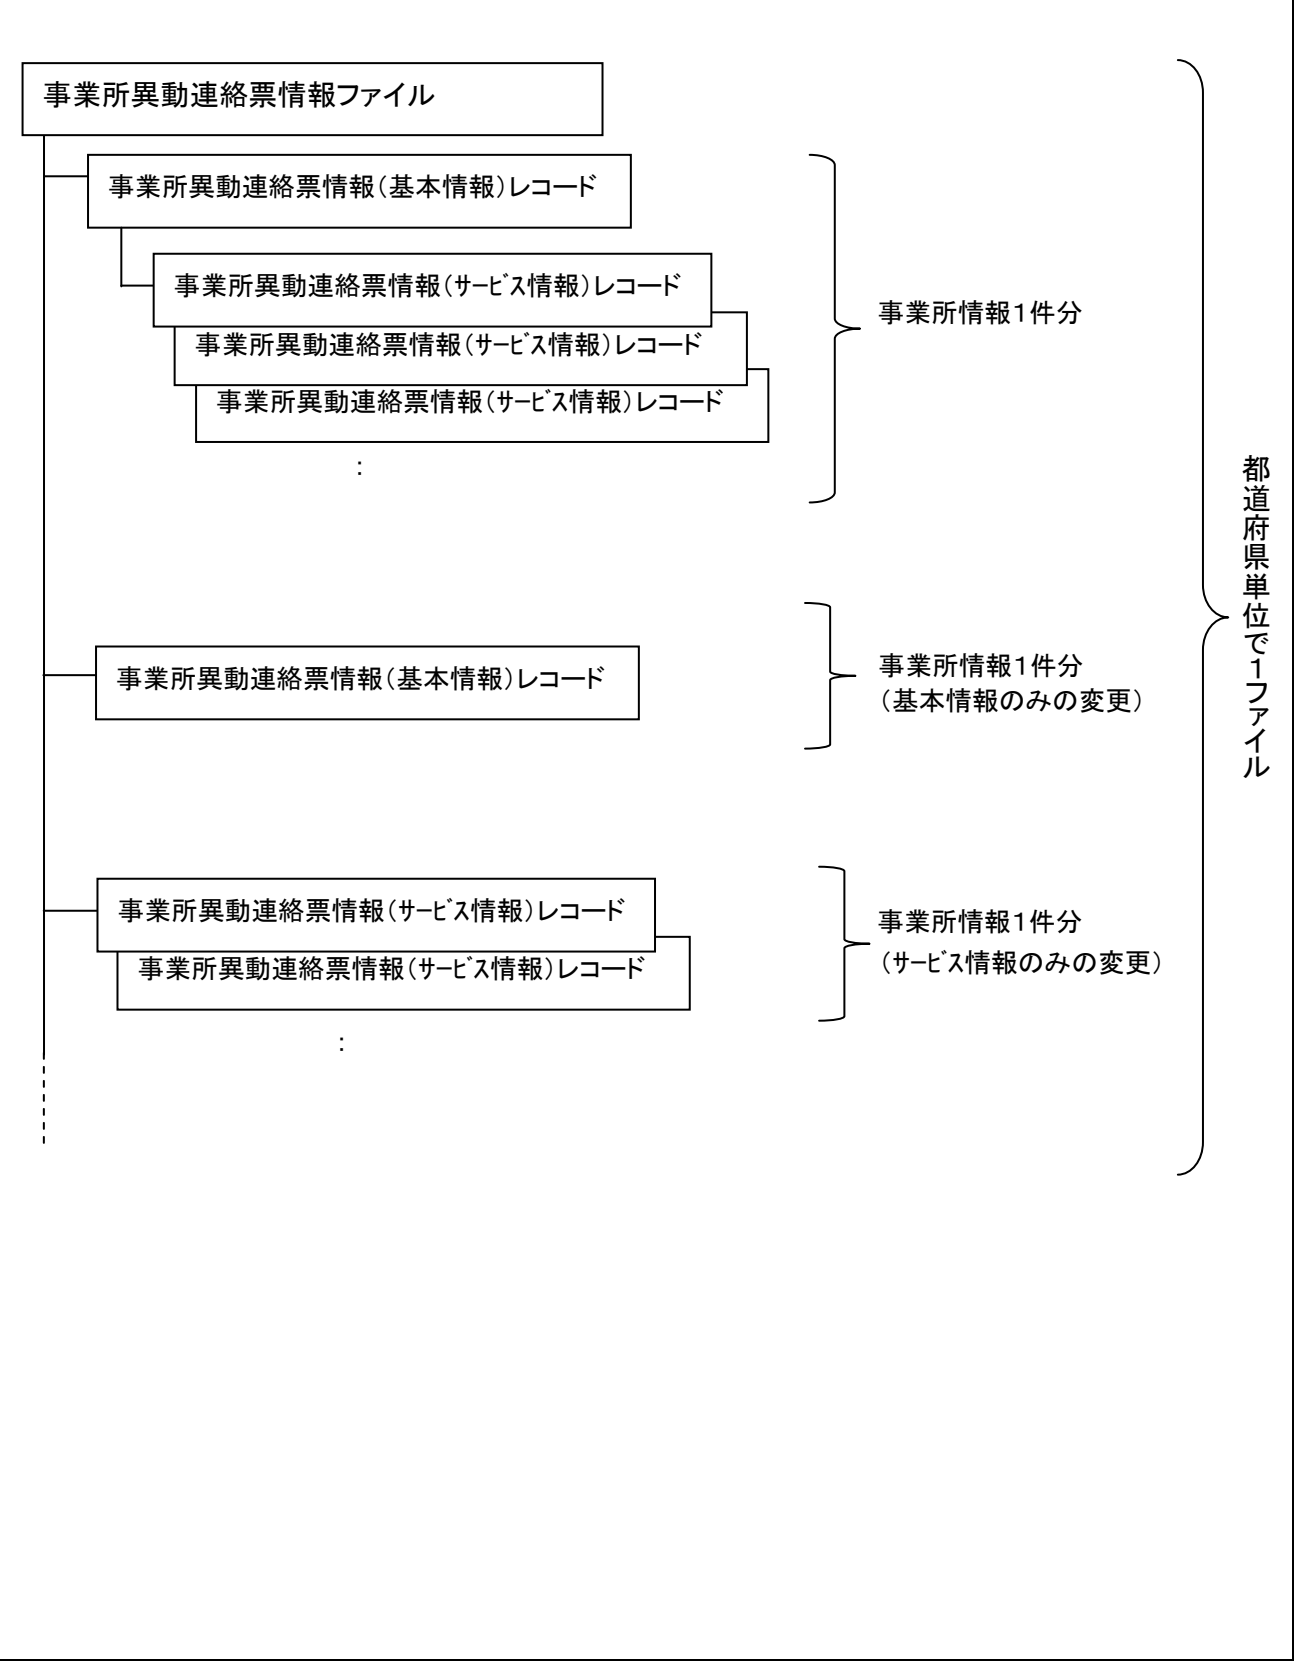 事業所異動連絡票情報ファイル
事業所異動連絡票情報（基本情報）レコード
事業所異動連絡票情報（ｻｰﾋﾞｽ情報）レコード
事業所異動連絡票情報（ｻｰﾋﾞｽ情報）レコード
事業所異動連絡票情報（ｻｰﾋﾞｽ情報）レコード
：
事業所情報１件分
事業所異動連絡票情報（基本情報）レコード
事業所情報１件分
（基本情報のみの変更）
事業所異動連絡票情報（ｻｰﾋﾞｽ情報）レコード
事業所異動連絡票情報（ｻｰﾋﾞｽ情報）レコード
：
事業所情報１件分
（ｻｰﾋﾞｽ情報のみの変更）
都道府県単位で１ファイル